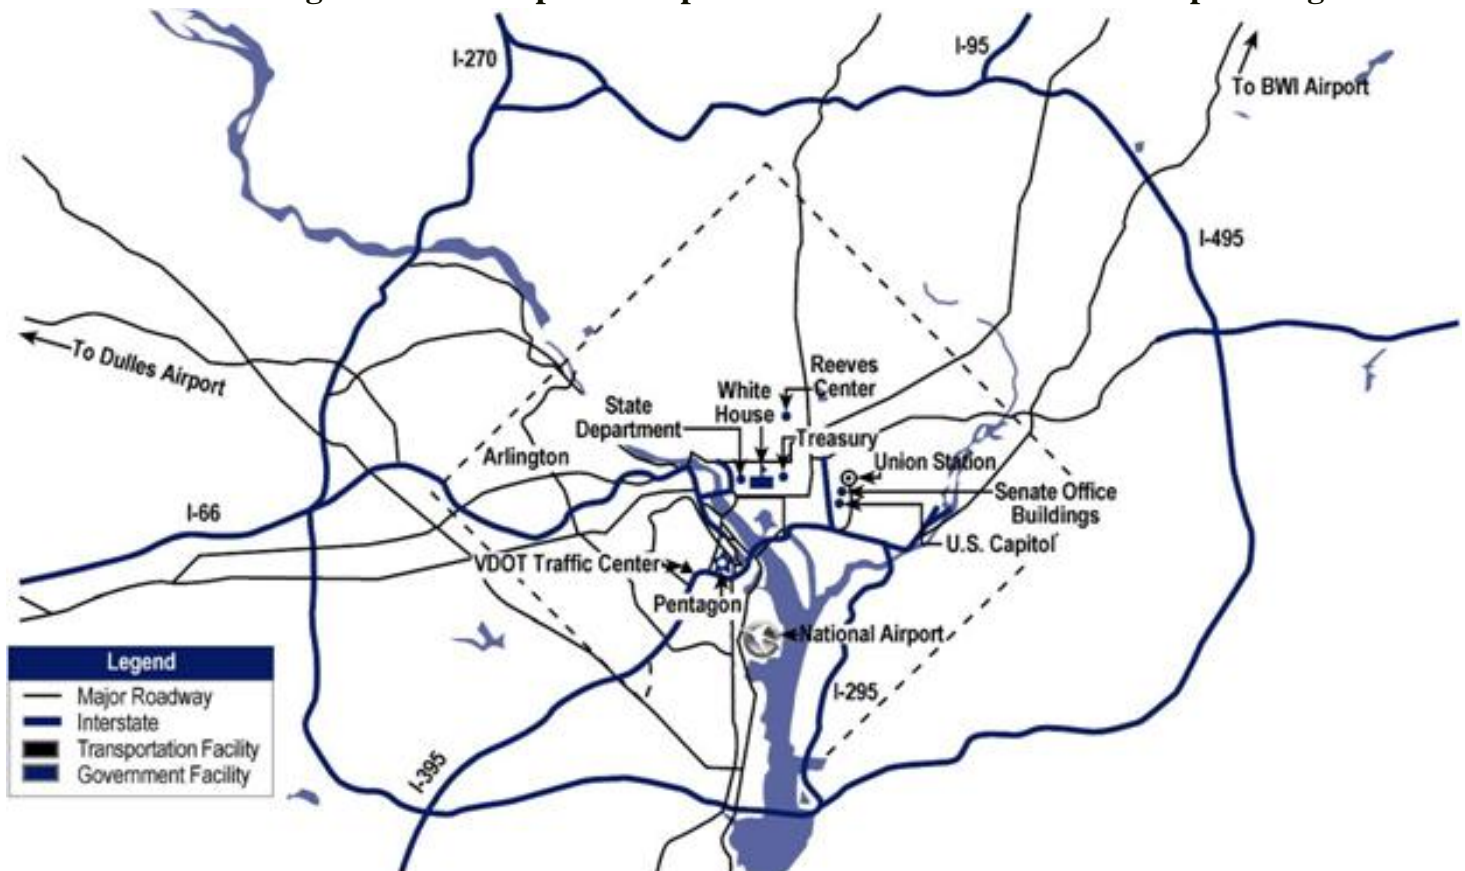 I-270
I-95
To BWI Airport
I-495
To Dulles Airport
Reeves
Center
White
House
State
Department
Treasury
Arlington
Union Station
Senate Office
Buildings
I-66
U.S. Capitol
VDOT Traffic Center
Pentagon
National Airport
I-295
I-395
Legend
Major Roadway
Interstate
Transportation Facility
Government Facility